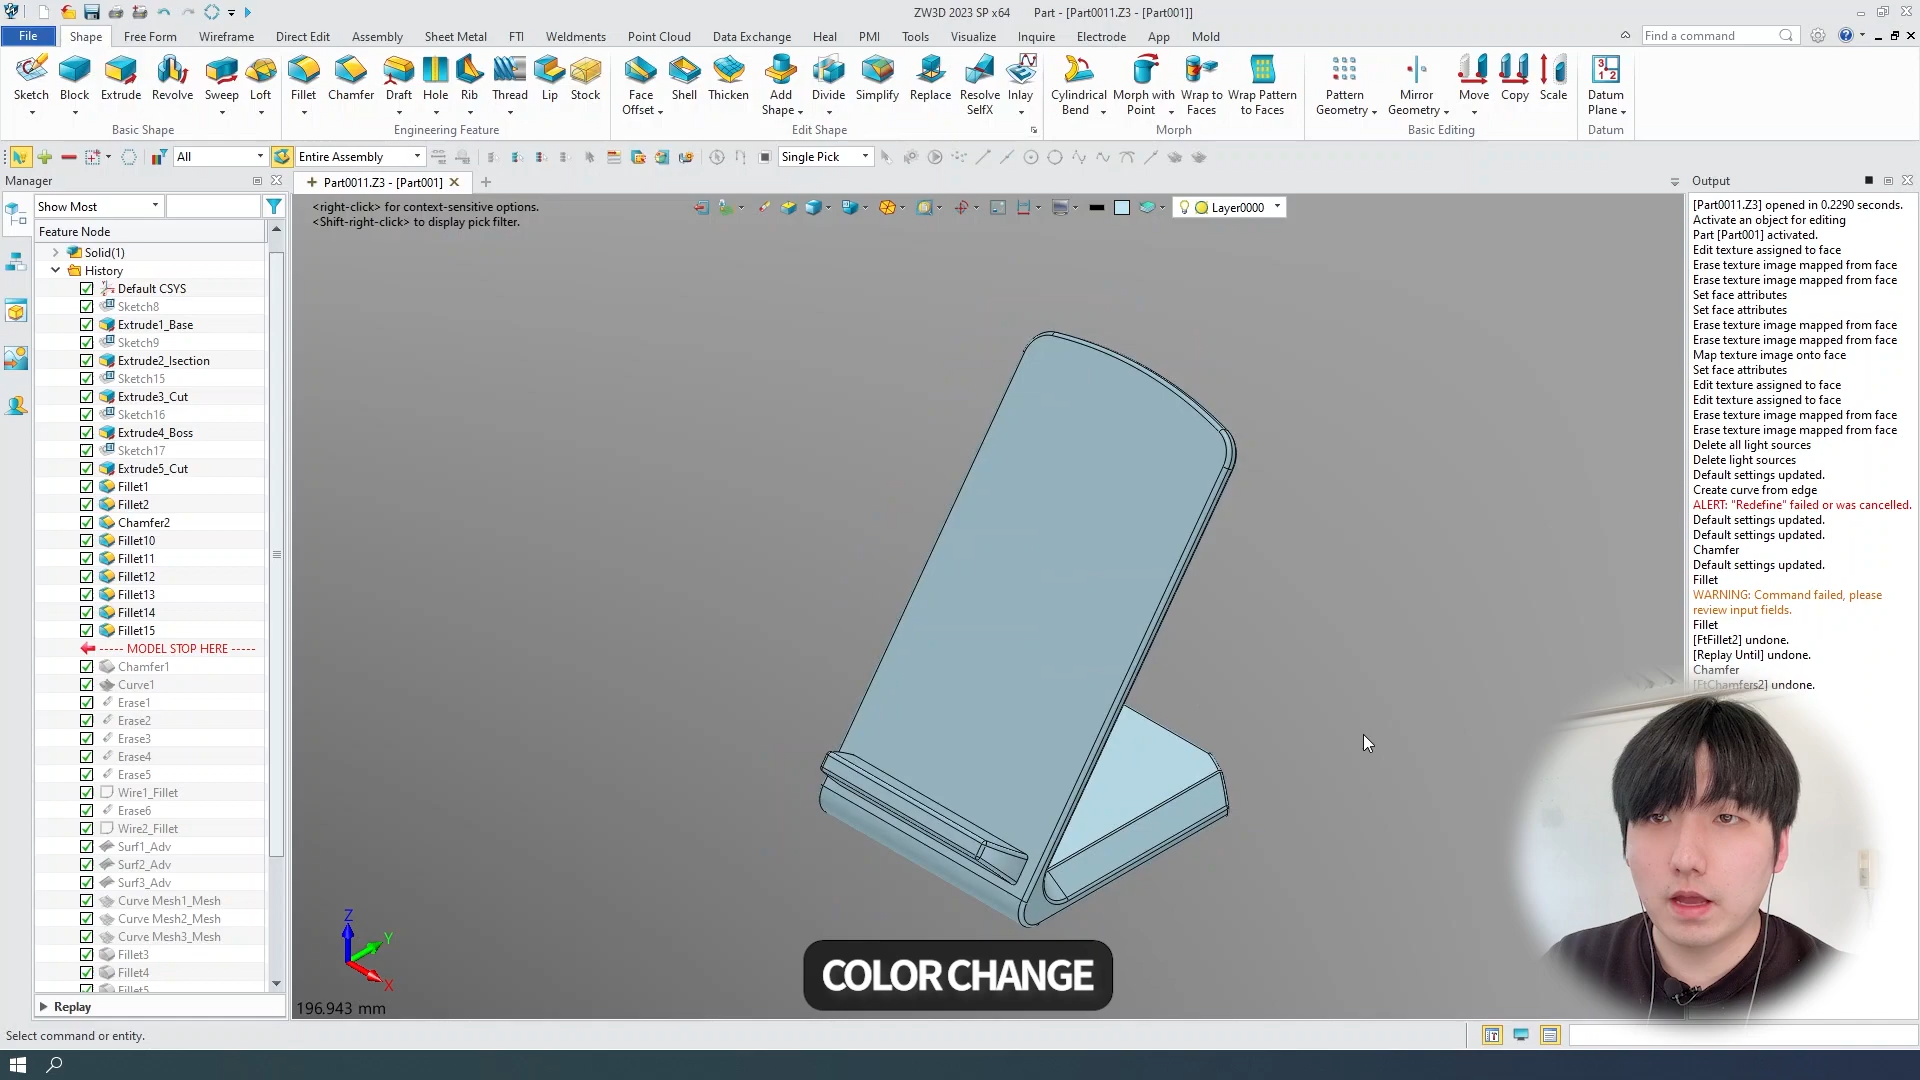 ZW3D 2023 SP x64 Part - [Part0011.Z3 - [Part001]]
File Shape Free Form Wireframe Direct Edit Assembly Sheet Metal FTI Weldments Point Cloud Data Exchange Heal PMI Tools Visualize Inquire Electrode App Mold Find a command
Sketch Block Extrude Revolve Sweep Loft Fillet Chamfer Draft Hole Rib Thread Lip Stock Face Offset Shell Thicken Add Shape Divide Simplify Replace Resolve SelfX Inlay Cylindrical Bend Morph with Point Wrap to Faces Wrap Pattern to Faces Pattern Geometry Mirror Geometry Move Copy Scale Datum Plane
Basic Shape Engineering Feature Edit Shape Morph Basic Editing Datum
All Entire Assembly Single Pick
Manager
Part0011.Z3 - [Part001]
Show Most
Feature Node
Solid(1)
History
Default CSYS
Sketch8
Extrude1_Base
Sketch9
Extrude2_Isection
Sketch15
Extrude3_Cut
Sketch16
Extrude4_Boss
Sketch17
Extrude5_Cut
Fillet1
Fillet2
Chamfer2
Fillet10
Fillet11
Fillet12
Fillet13
Fillet14
Fillet15
----- MODEL STOP HERE -----
Chamfer1
Curve1
Erase1
Erase2
Erase3
Erase4
Erase5
Wire1_Fillet
Erase6
Wire2_Fillet
Surf1_Adv
Surf2_Adv
Surf3_Adv
Curve Mesh1_Mesh
Curve Mesh2_Mesh
Curve Mesh3_Mesh
Fillet3
Fillet4
Fillet5
Replay
<right-click> for context-sensitive options.
<Shift-right-click> to display pick filter.
Layer0000
Z
Y
X
196.943 mm
COLOR CHANGE
Output
[Part0011.Z3] opened in 0.2290 seconds.
Activate an object for editing
Part [Part001] activated.
Edit texture assigned to face
Erase texture image mapped from face
Erase texture image mapped from face
Set face attributes
Set face attributes
Erase texture image mapped from face
Erase texture image mapped from face
Map texture image onto face
Set face attributes
Edit texture assigned to face
Edit texture assigned to face
Erase texture image mapped from face
Erase texture image mapped from face
Delete all light sources
Delete light sources
Default settings updated.
Create curve from edge
ALERT: "Redefine" failed or was cancelled.
Default settings updated.
Default settings updated.
Chamfer
Default settings updated.
Fillet
WARNING: Command failed, please
review input fields.
Fillet
[FtFillet2] undone.
[Replay Until] undone.
Chamfer
[FtChamfers2] undone.
Select command or entity.